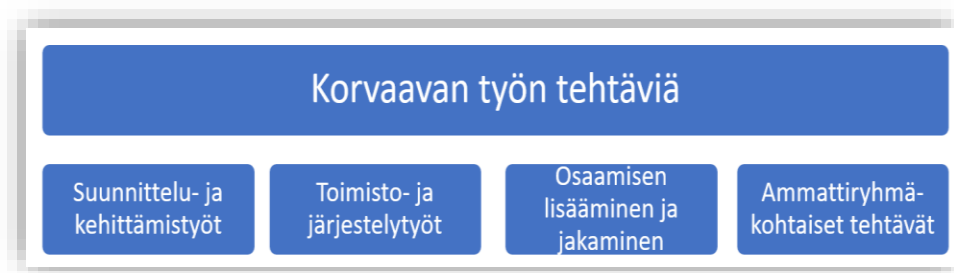 Korvaavan työn tehtäviä
Suunnittelu- ja
kehittämistyöt
Toimisto- ja
järjestelytyöt
Osaamisen
lisääminen ja
jakaminen
Ammattiryhmä-
kohtaiset tehtävät